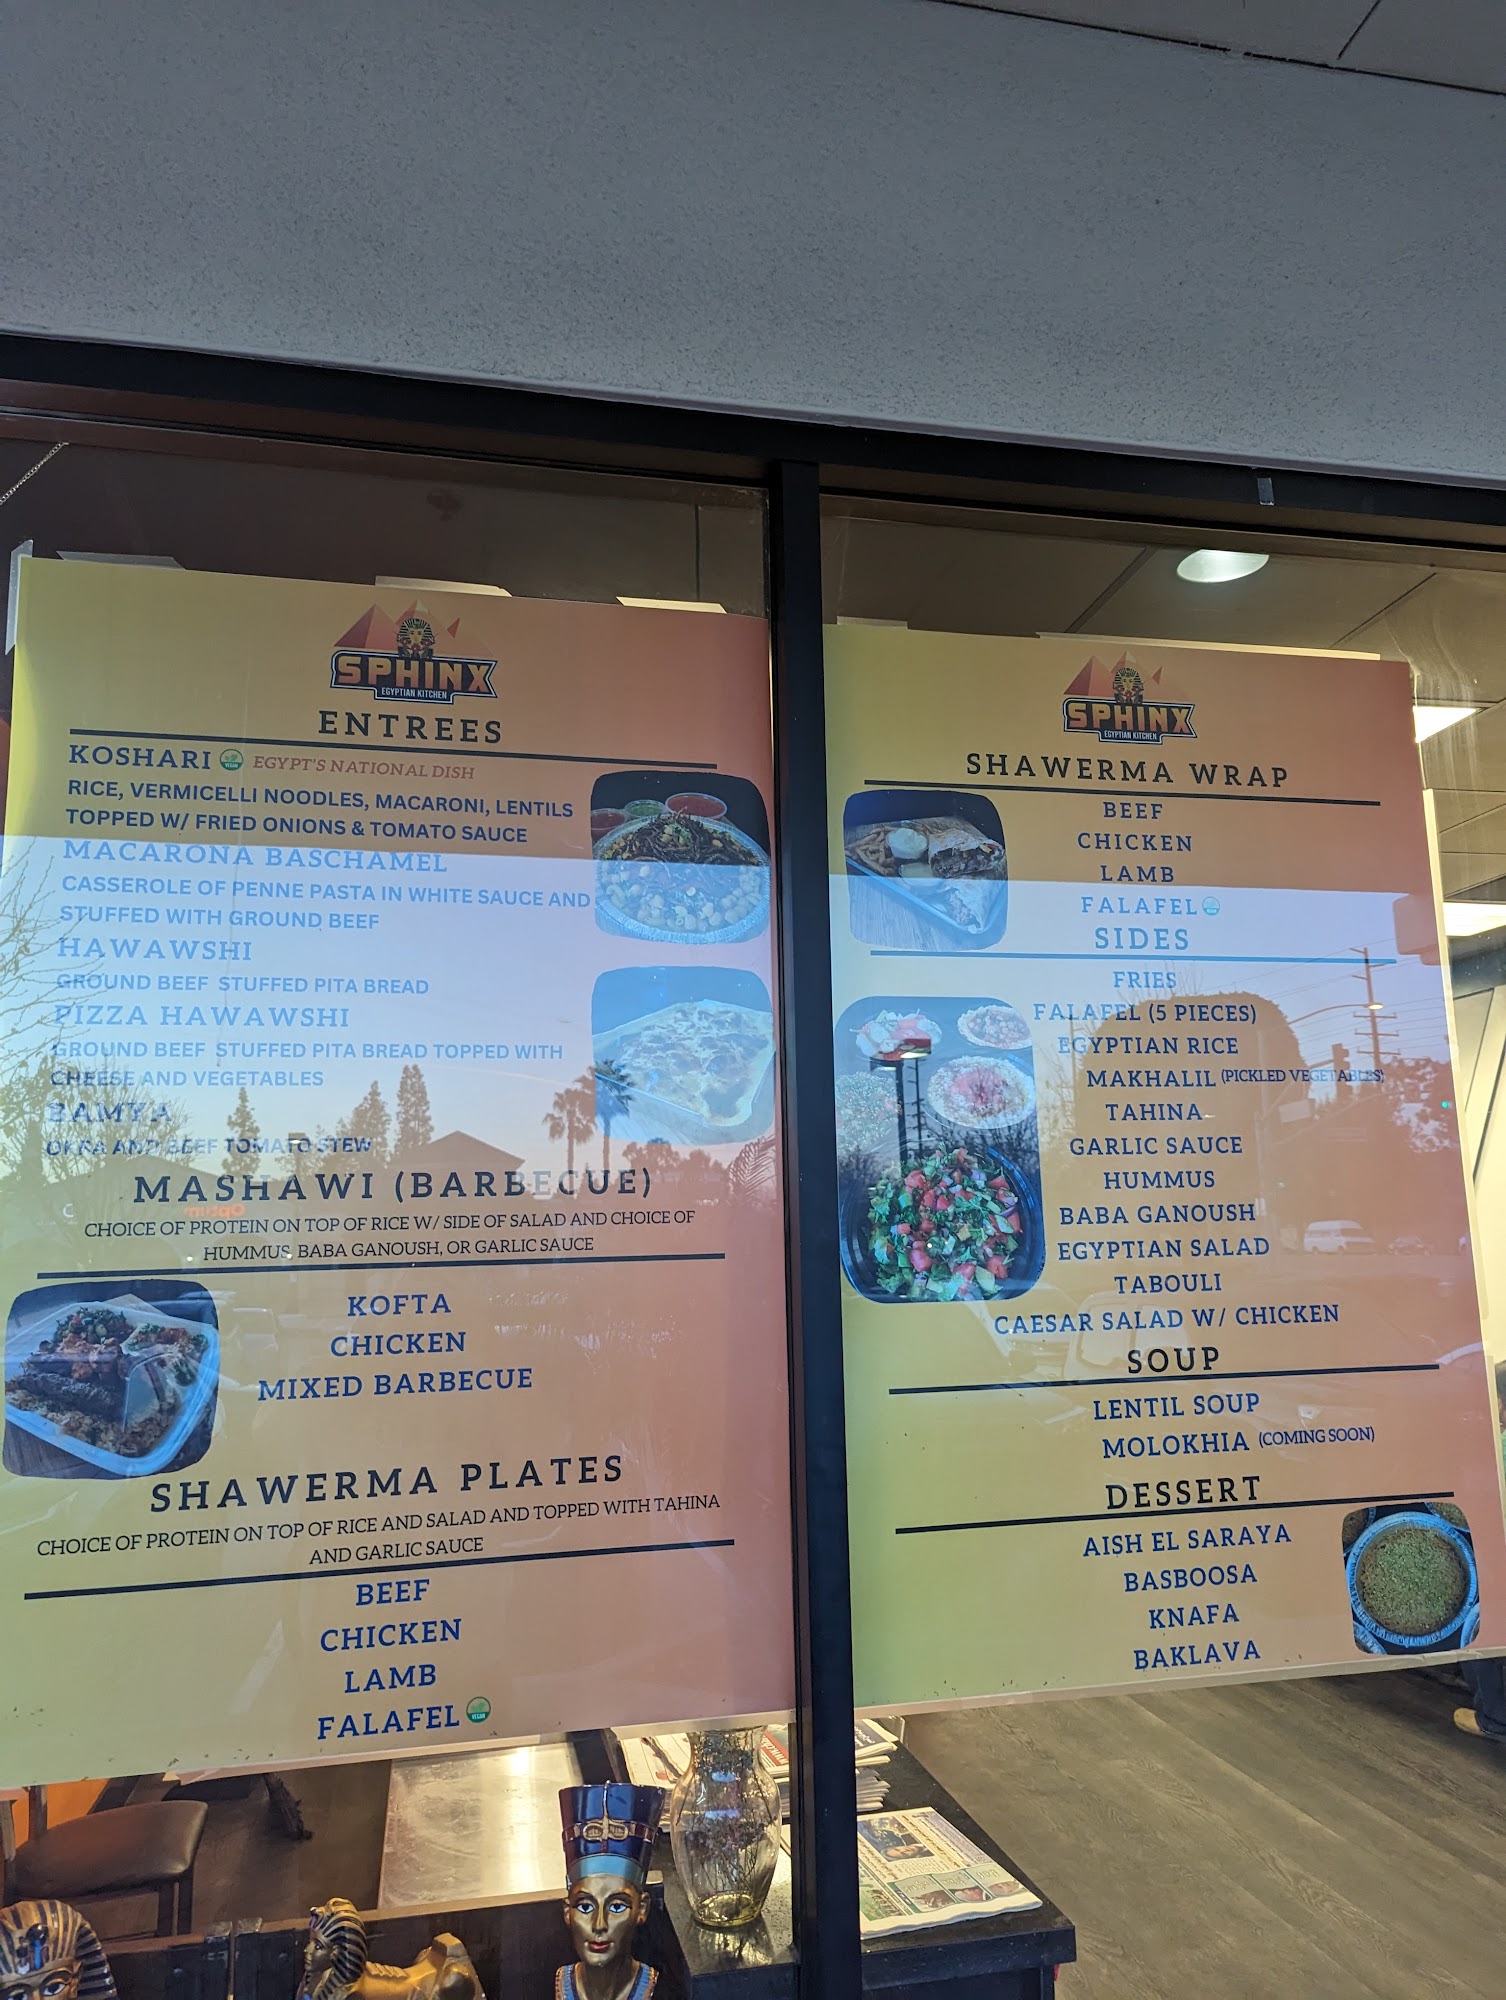 SPHINX
EGYPTIAN KITCHEN
ENTREES
KOSHARI VEGAN EGYPT'S NATIONAL DISH
RICE, VERMICELLI NOODLES, MACARONI, LENTILS
TOPPED W/ FRIED ONIONS & TOMATO SAUCE
MACARONA BASCHAMEL
CASSEROLE OF PENNE PASTA IN WHITE SAUCE AND
STUFFED WITH GROUND BEEF
HAWAWSHI
GROUND BEEF STUFFED PITA BREAD
PIZZA HAWAWSHI
GROUND BEEF STUFFED PITA BREAD TOPPED WITH
CHEESE AND VEGETABLES
BAMYA
OKRA AND BEEF TOMATO STEW
MASHAWI (BARBECUE)
CHOICE OF PROTEIN ON TOP OF RICE W/ SIDE OF SALAD AND CHOICE OF
HUMMUS, BABA GANOUSH, OR GARLIC SAUCE
KOFTA
CHICKEN
MIXED BARBECUE
SHAWERMA PLATES
CHOICE OF PROTEIN ON TOP OF RICE AND SALAD AND TOPPED WITH TAHINA
AND GARLIC SAUCE
BEEF
CHICKEN
LAMB
FALAFEL VEGAN
SPHINX
EGYPTIAN KITCHEN
SHAWERMA WRAP
BEEF
CHICKEN
LAMB
FALAFEL
SIDES
FRIES
FALAFEL (5 PIECES)
EGYPTIAN RICE
MAKHALIL (PICKLED VEGETABLES)
TAHINA
GARLIC SAUCE
HUMMUS
BABA GANOUSH
EGYPTIAN SALAD
TABOULI
CAESAR SALAD W/ CHICKEN
SOUP
LENTIL SOUP
MOLOKHIA (COMING SOON)
DESSERT
AISH EL SARAYA
BASBOOSA
KNAFA
BAKLAVA